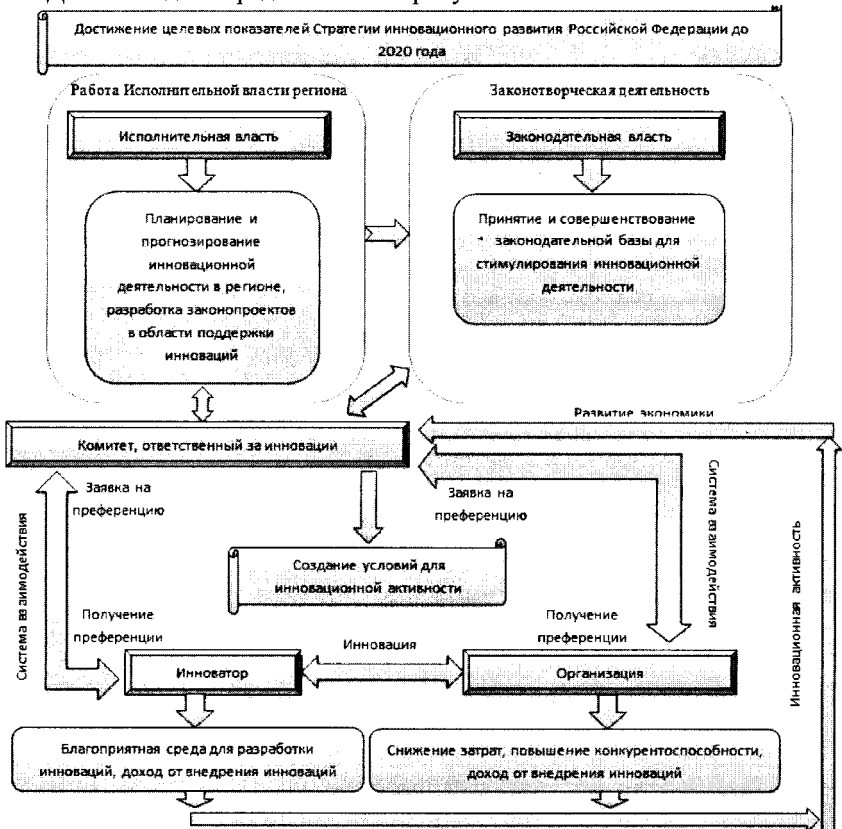 Достижение целевых показателей Стратегии инновационного развития Российской Федерации до
2020 года
Работа Исполнительной власти региона
Законотворческая деятельность
Исполнительная власть
Законодательная власть
Планирование и
прогнозирование
инновационной
деятельности в регионе,
разработка законопроектов
в области поддержки
инноваций
Принятие и совершенствование
законодательной базы для
стимулирования инновационной
деятельности
Развитие экономики
Комитет, ответственный за инновации
Заявка на
преференцию
Заявка на
преференцию
Система взаимодействия
Система взаимодействия
Инновационная активность
Создание условий для
инновационной активности
Получение
преференции
Получение
преференции
Инновация
Инноватор
Организация
Благоприятная среда для разработки
инноваций, доход от внедрения инноваций
Снижение затрат, повышение конкурентоспособности,
доход от внедрения инноваций